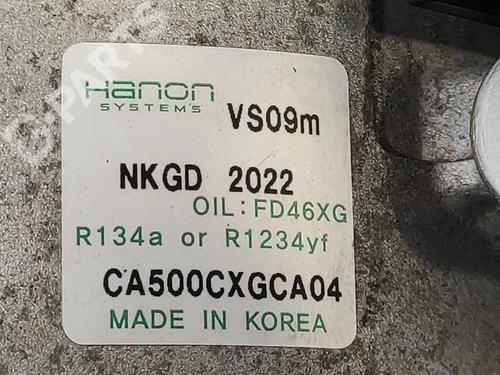 Hanon
SYSTEMS
VS09m
NKGD 2022
OIL:FD46XG
R134a or R1234yf
CA500CXGCA04
MADE IN KOREA